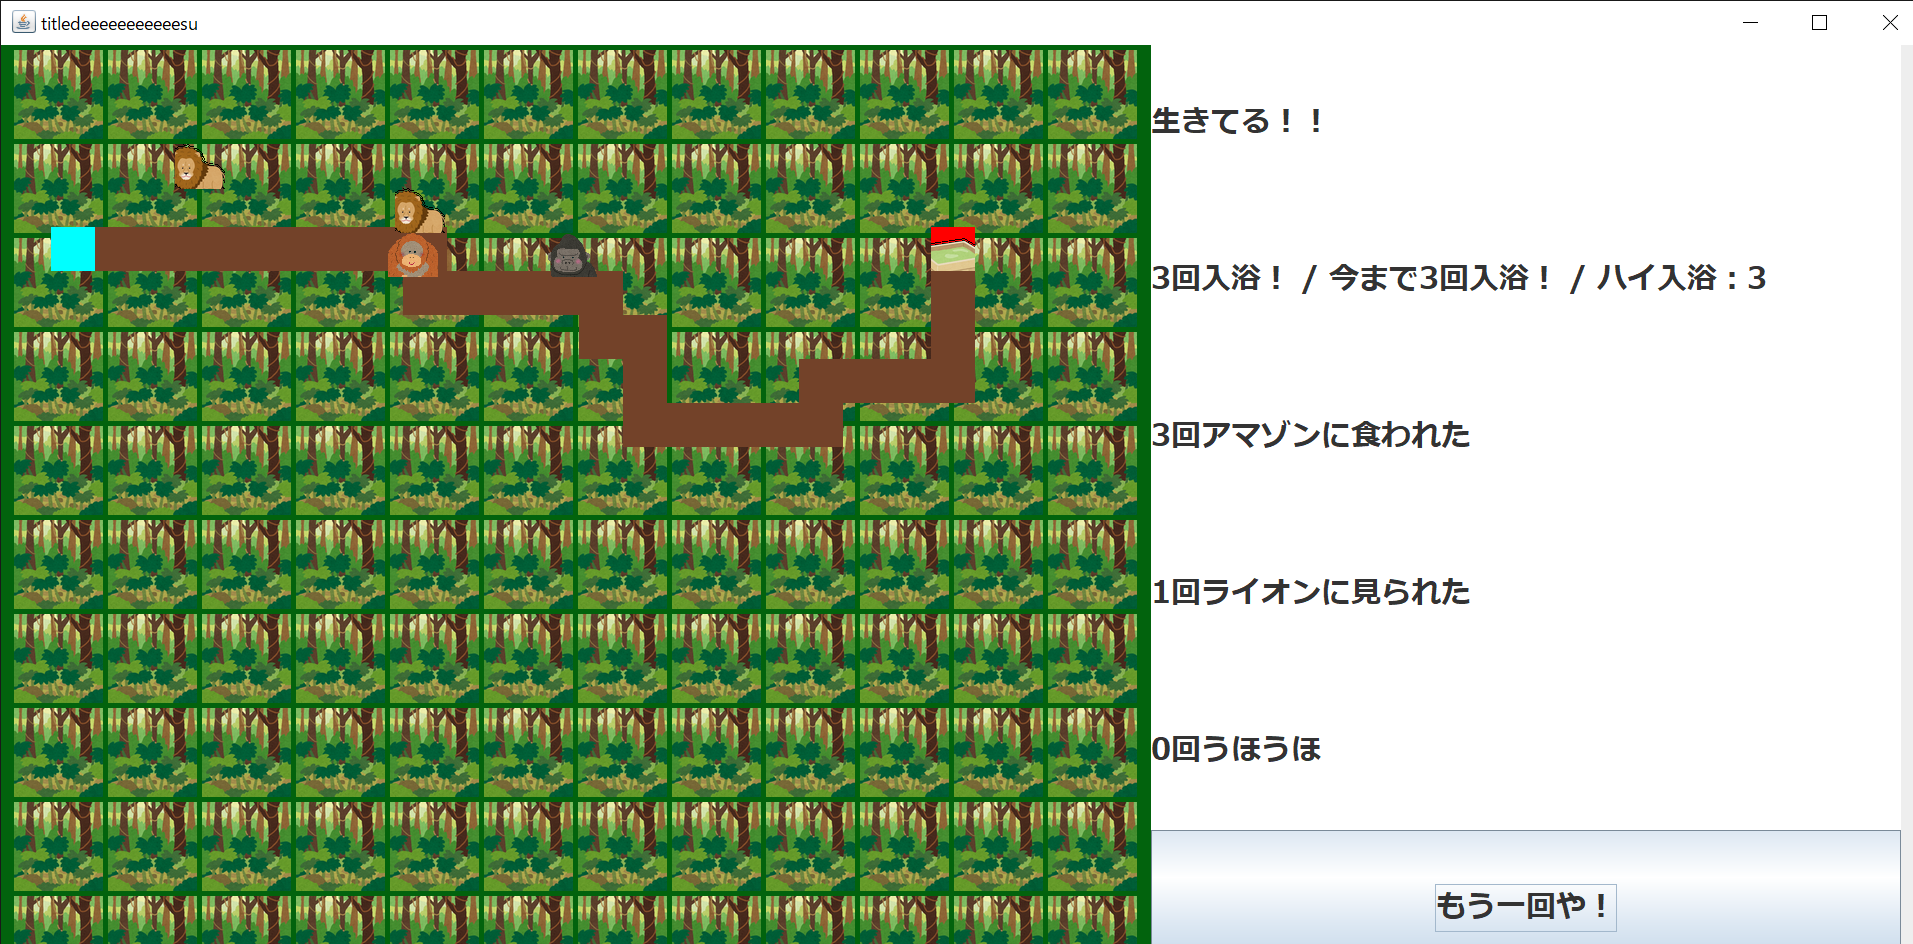 titledeeeeeeeeeeesu
生きてる！！
3回入浴！ / 今まで3回入浴！ / ハイ入浴：3
3回アマゾンに食われた
1回ライオンに見られた
0回うほうほ
もう一回や！